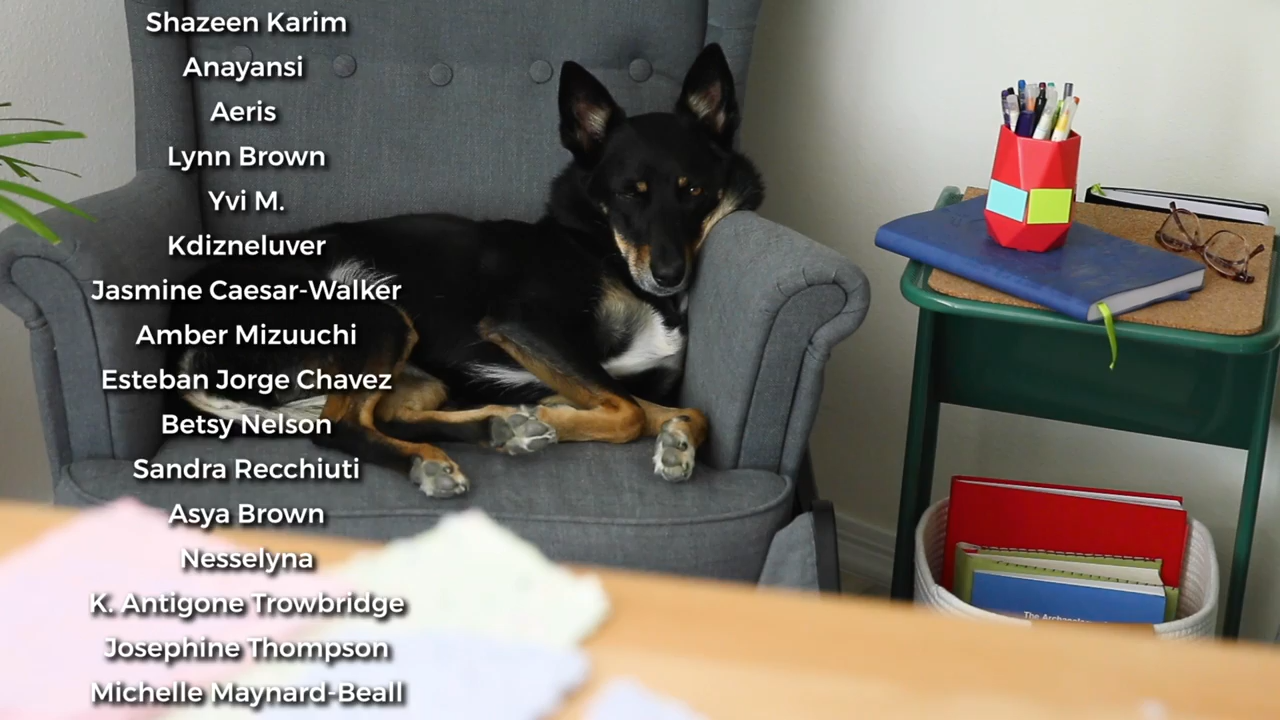 Shazeen Karim
Anayansi
Aeris
Lynn Brown
Yvi M.
Kdizneluver
Jasmine Caesar-Walker
Amber Mizuuchi
Esteban Jorge Chavez
Betsy Nelson
Sandra Recchiuti
Asya Brown
Nesselyna
K. Antigone Trowbridge
Josephine Thompson
Michelle Maynard-Beall
The